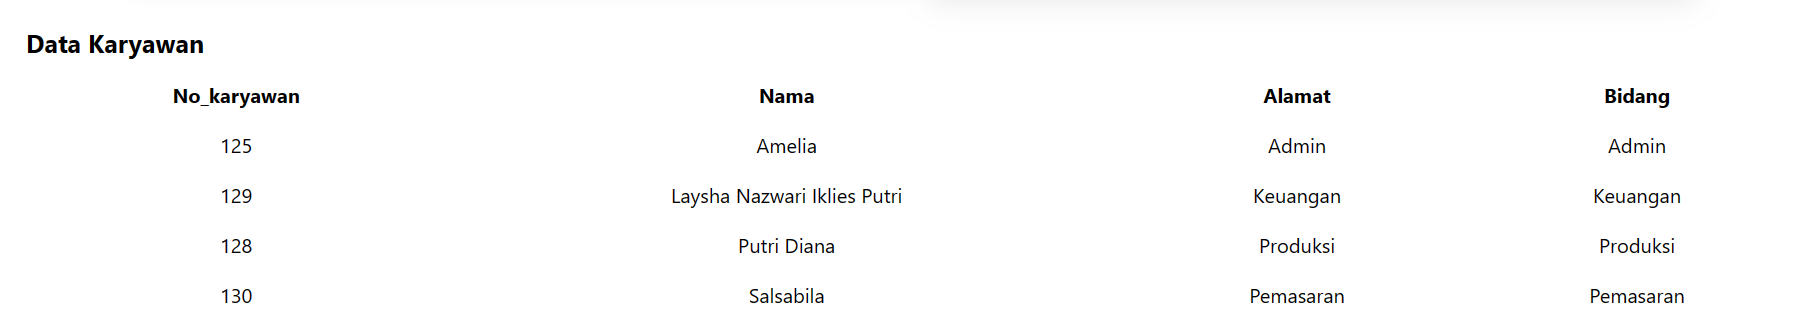 Data Karyawan
No_karyawan Nama Alamat Bidang
125 Amelia Admin Admin
129 Laysha Nazwari Iklies Putri Keuangan Keuangan
128 Putri Diana Produksi Produksi
130 Salsabila Pemasaran Pemasaran